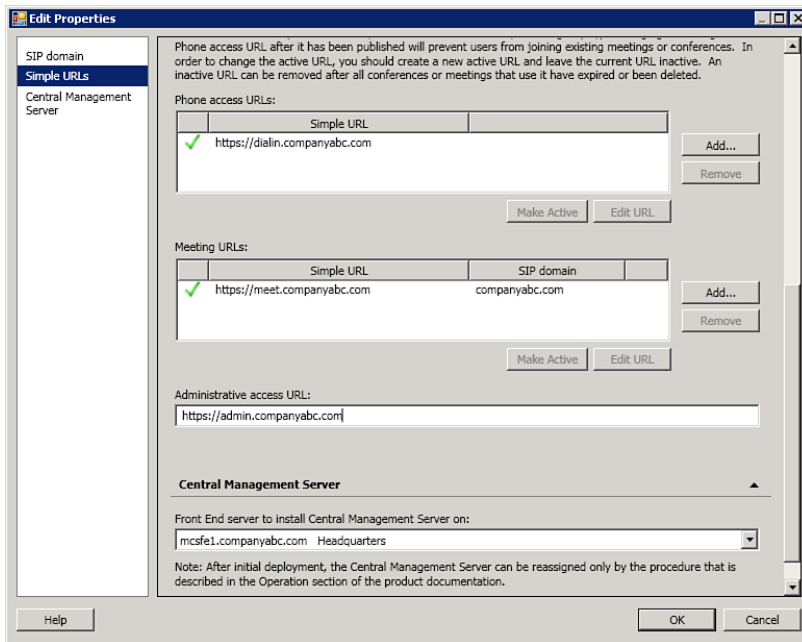 Edit Properties
SIP domain
Simple URLs
Central Management
Server
Phone access URL after it has been published will prevent users from joining existing meetings or conferences. In
order to change the active URL, you should create a new active URL and leave the current URL inactive. An
inactive URL can be removed after all conferences or meetings that use it have expired or been deleted.
Phone access URLs:
Simple URL
https://dialin.companyabc.com
Add...
Remove
Make Active
Edit URL
Meeting URLs:
Simple URL SIP domain
https://meet.companyabc.com companyabc.com
Add...
Remove
Make Active
Edit URL
Administrative access URL:
https://admin.companyabc.com
Central Management Server
Front End server to install Central Management Server on:
mcsfe1.companyabc.com Headquarters
Note: After initial deployment, the Central Management Server can be reassigned only by the procedure that is
described in the Operation section of the product documentation.
Help
OK
Cancel